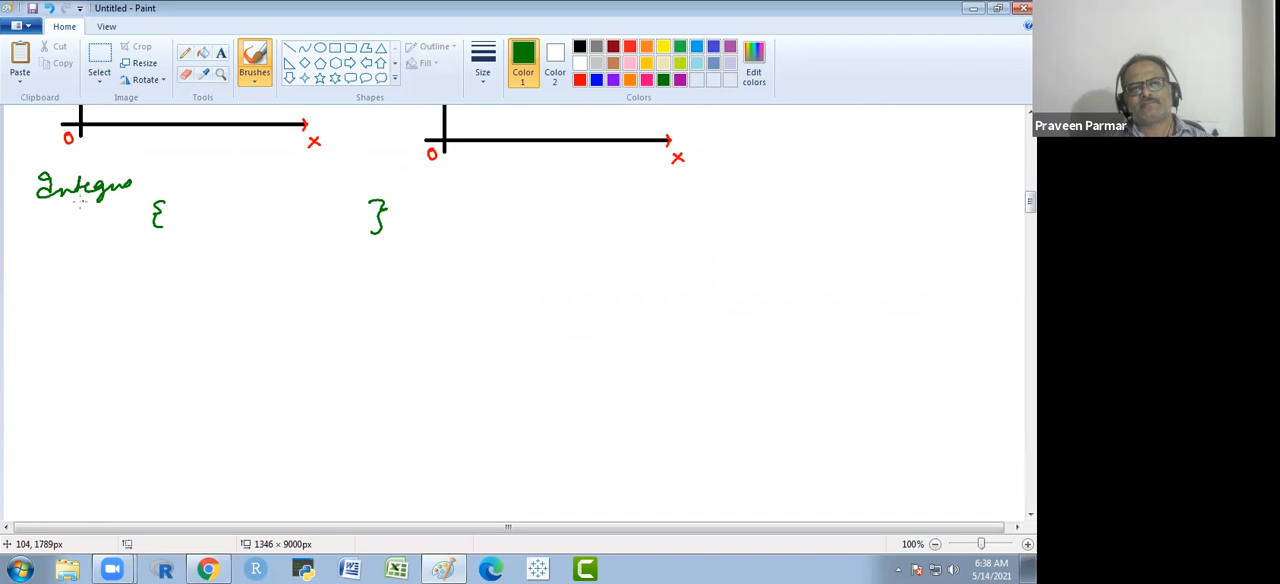 Untitled - Paint
Home View
Paste
Cut
Copy
Clipboard
Select
Crop
Resize
Rotate
Image
A
Tools
Brushes
Outline
Fill
Shapes
Size
Color
1
Color
2
Edit
colors
Colors
Praveen Parmar
0
x
0
x
{ }
104, 1789px
1346 × 9000px
100%
6:38 AM
5/14/2021